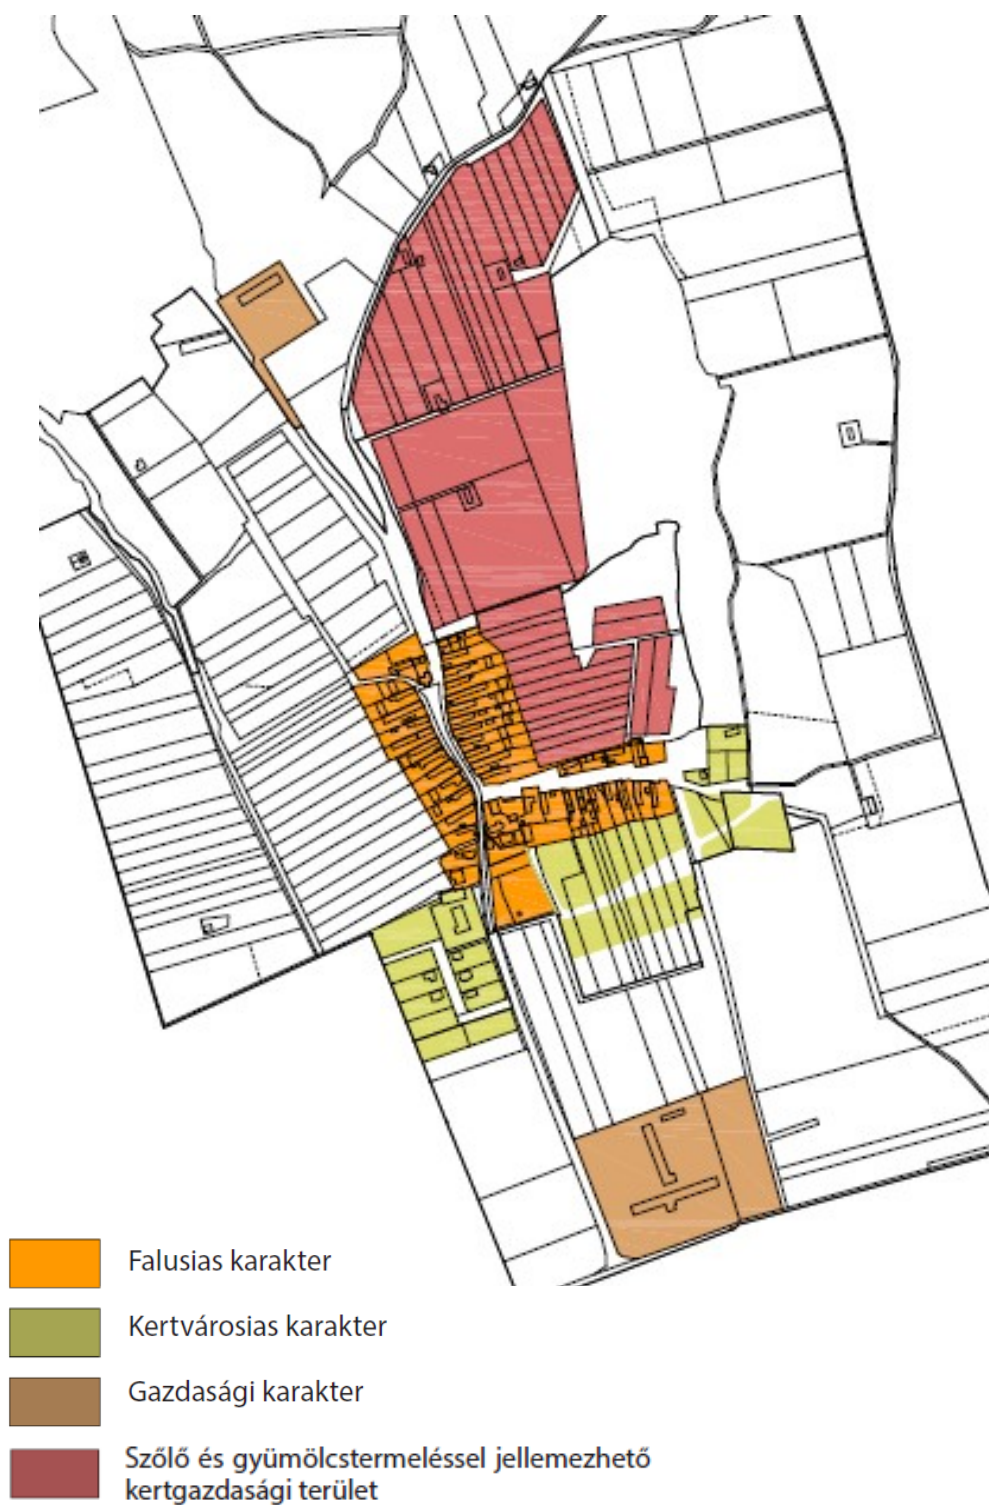 Falusias karakter
Kertvárosias karakter
Gazdasági karakter
Szőlő és gyümölcstermeléssel jellemezhető
kertgazdasági terület